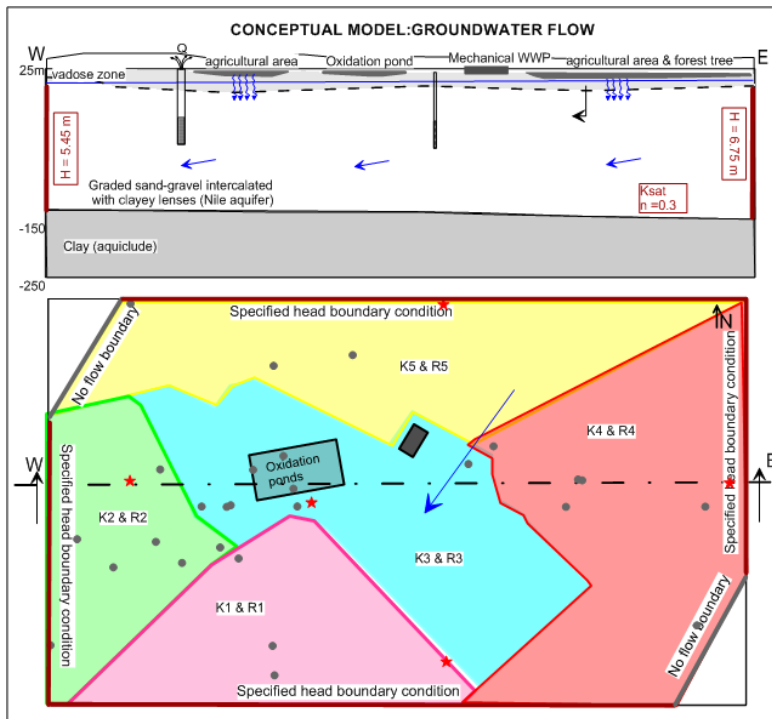 CONCEPTUAL MODEL:GROUNDWATER FLOW
W
E
Q
agricultural area
Oxidation pond
Mechanical WWP
agricultural area & forest tree
25m
vadose zone
H = 5.45 m
H = 6.75 m
Graded sand-gravel intercalated
with clayey lenses (Nile aquifer)
Ksat
n =0.3
-150
Clay (aquiclude)
-250
Specified head boundary condition
N
No flow boundary
K5 & R5
Specified head boundary condition
K4 & R4
W
E
Oxidation
ponds
Specified head boundary condition
K2 & R2
K3 & R3
K1 & R1
No flow boundary
Specified head boundary condition